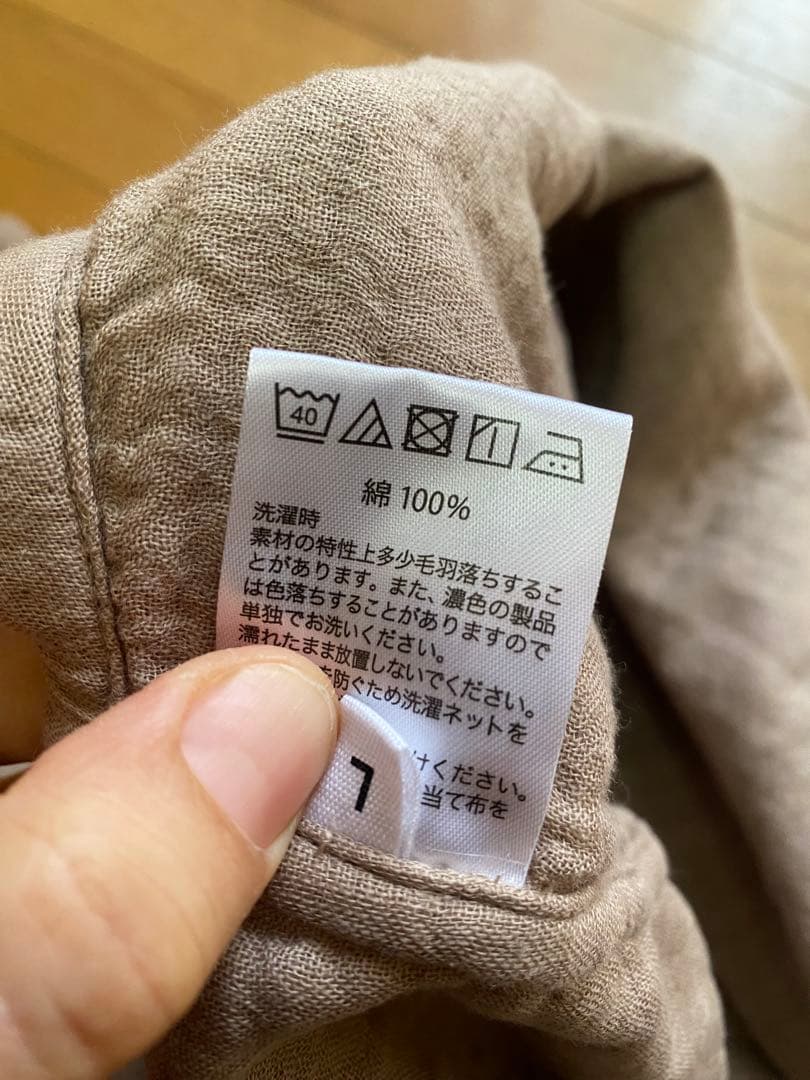 40
綿 100%
洗濯時
素材の特性上多少毛羽落ちするこ
とがあります。また、濃色の製品
は色落ちすることがありますので
単独でお洗いください。
濡れたまま放置しないでください。
を防ぐため洗濯ネットを
けください。
当て布を
L